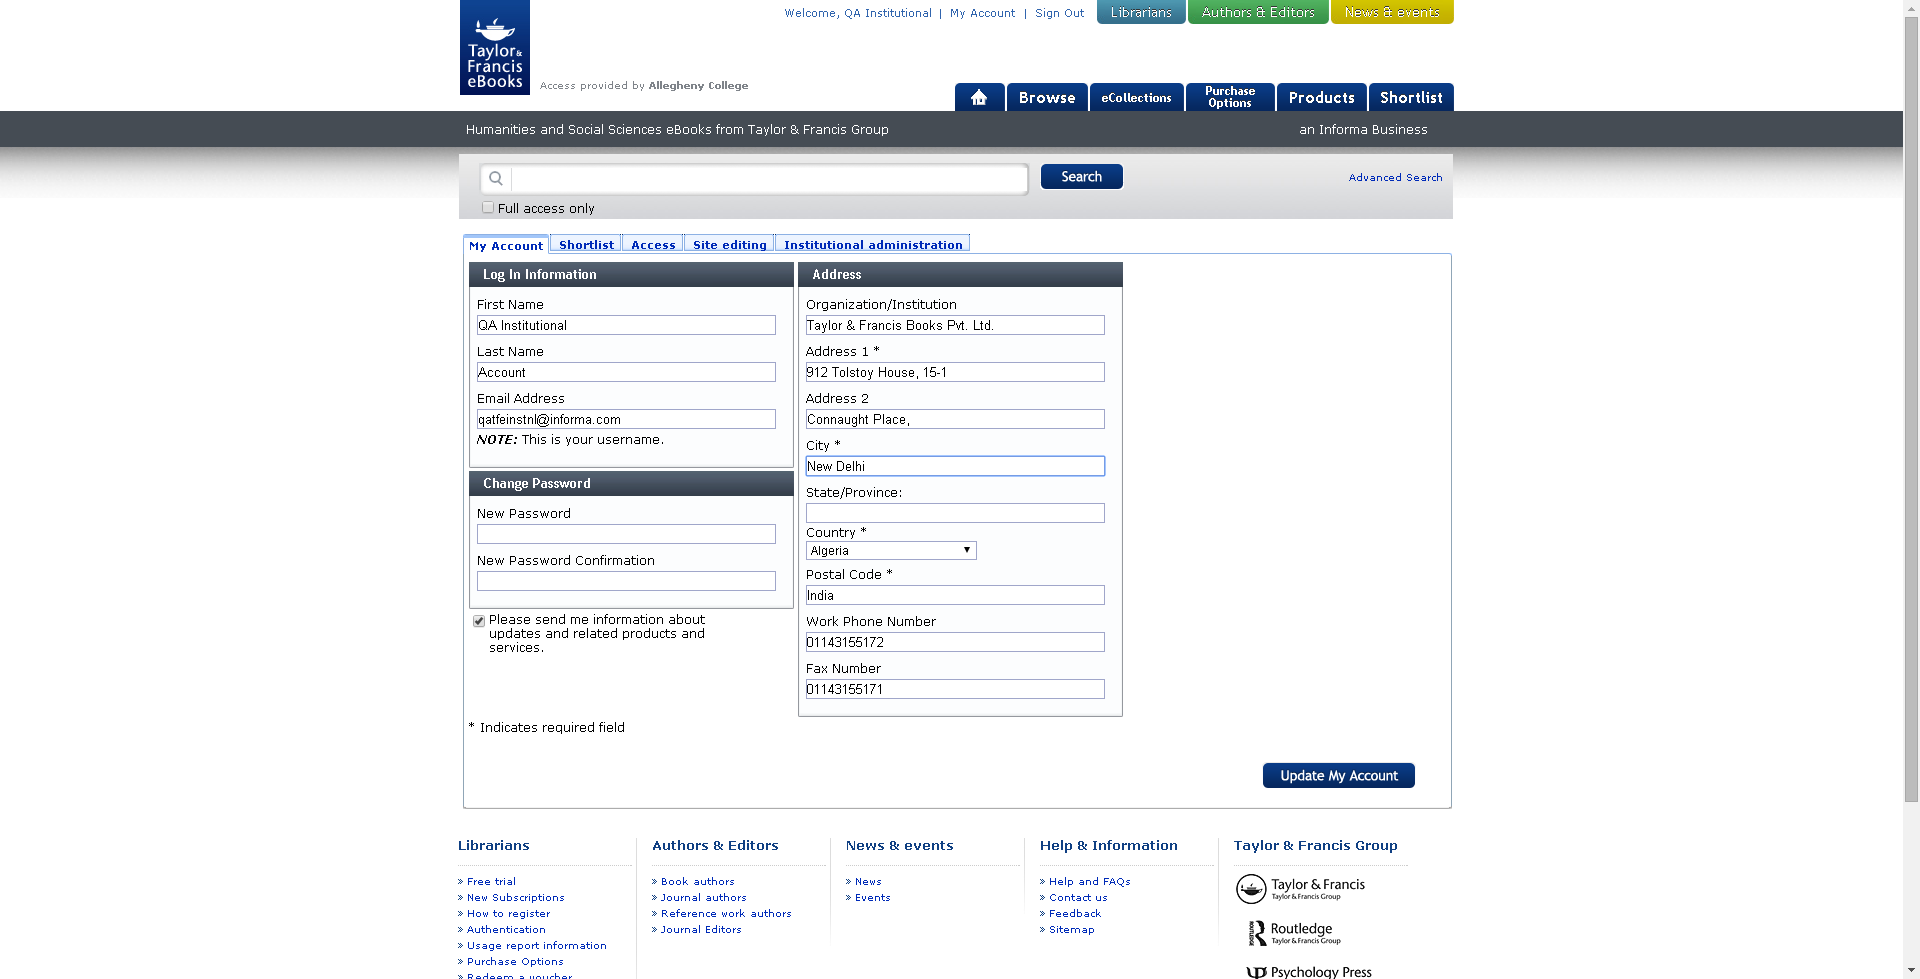 Welcome, QA Institutional | My Account | Sign Out
Librarians
Authors & Editors
News & events
Taylor &
Francis
eBooks
Access provided by Allegheny College
Browse
eCollections
Purchase
Options
Products
Shortlist
Humanities and Social Sciences eBooks from Taylor & Francis Group
an Informa Business
Search
Advanced Search
Full access only
My Account
Shortlist
Access
Site editing
Institutional administration
Log In Information
First Name
QA Institutional
Last Name
Account
Email Address
qatfeinstnl@informa.com
NOTE: This is your username.
Change Password
New Password
New Password Confirmation
Please send me information about
updates and related products and
services.
Address
Organization/Institution
Taylor & Francis Books Pvt. Ltd.
Address 1 *
912 Tolstoy House, 15-1
Address 2
Connaught Place,
City *
New Delhi
State/Province:
Country *
Algeria
Postal Code *
India
Work Phone Number
01143155172
Fax Number
01143155171
* Indicates required field
Update My Account
Librarians
» Free trial
» New Subscriptions
» How to register
» Authentication
» Usage report information
» Purchase Options
» Redeem a voucher
Authors & Editors
» Book authors
» Journal authors
» Reference work authors
» Journal Editors
News & events
» News
» Events
Help & Information
» Help and FAQs
» Contact us
» Feedback
» Sitemap
Taylor & Francis Group
Taylor & Francis
Taylor & Francis Group
ROUTLEDGE
Routledge
Taylor & Francis Group
Psychology Press